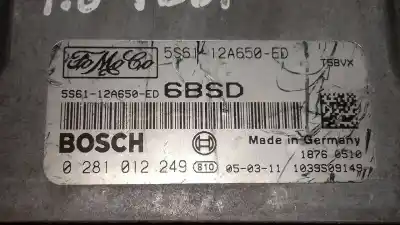 FoMoCo
5S61-12A650-ED
T5BVX
5S61-12A650-ED 6BSD
BOSCH
Made in Germany
1876 0510
0 281 012 249 810 05-03-11 1039S09149